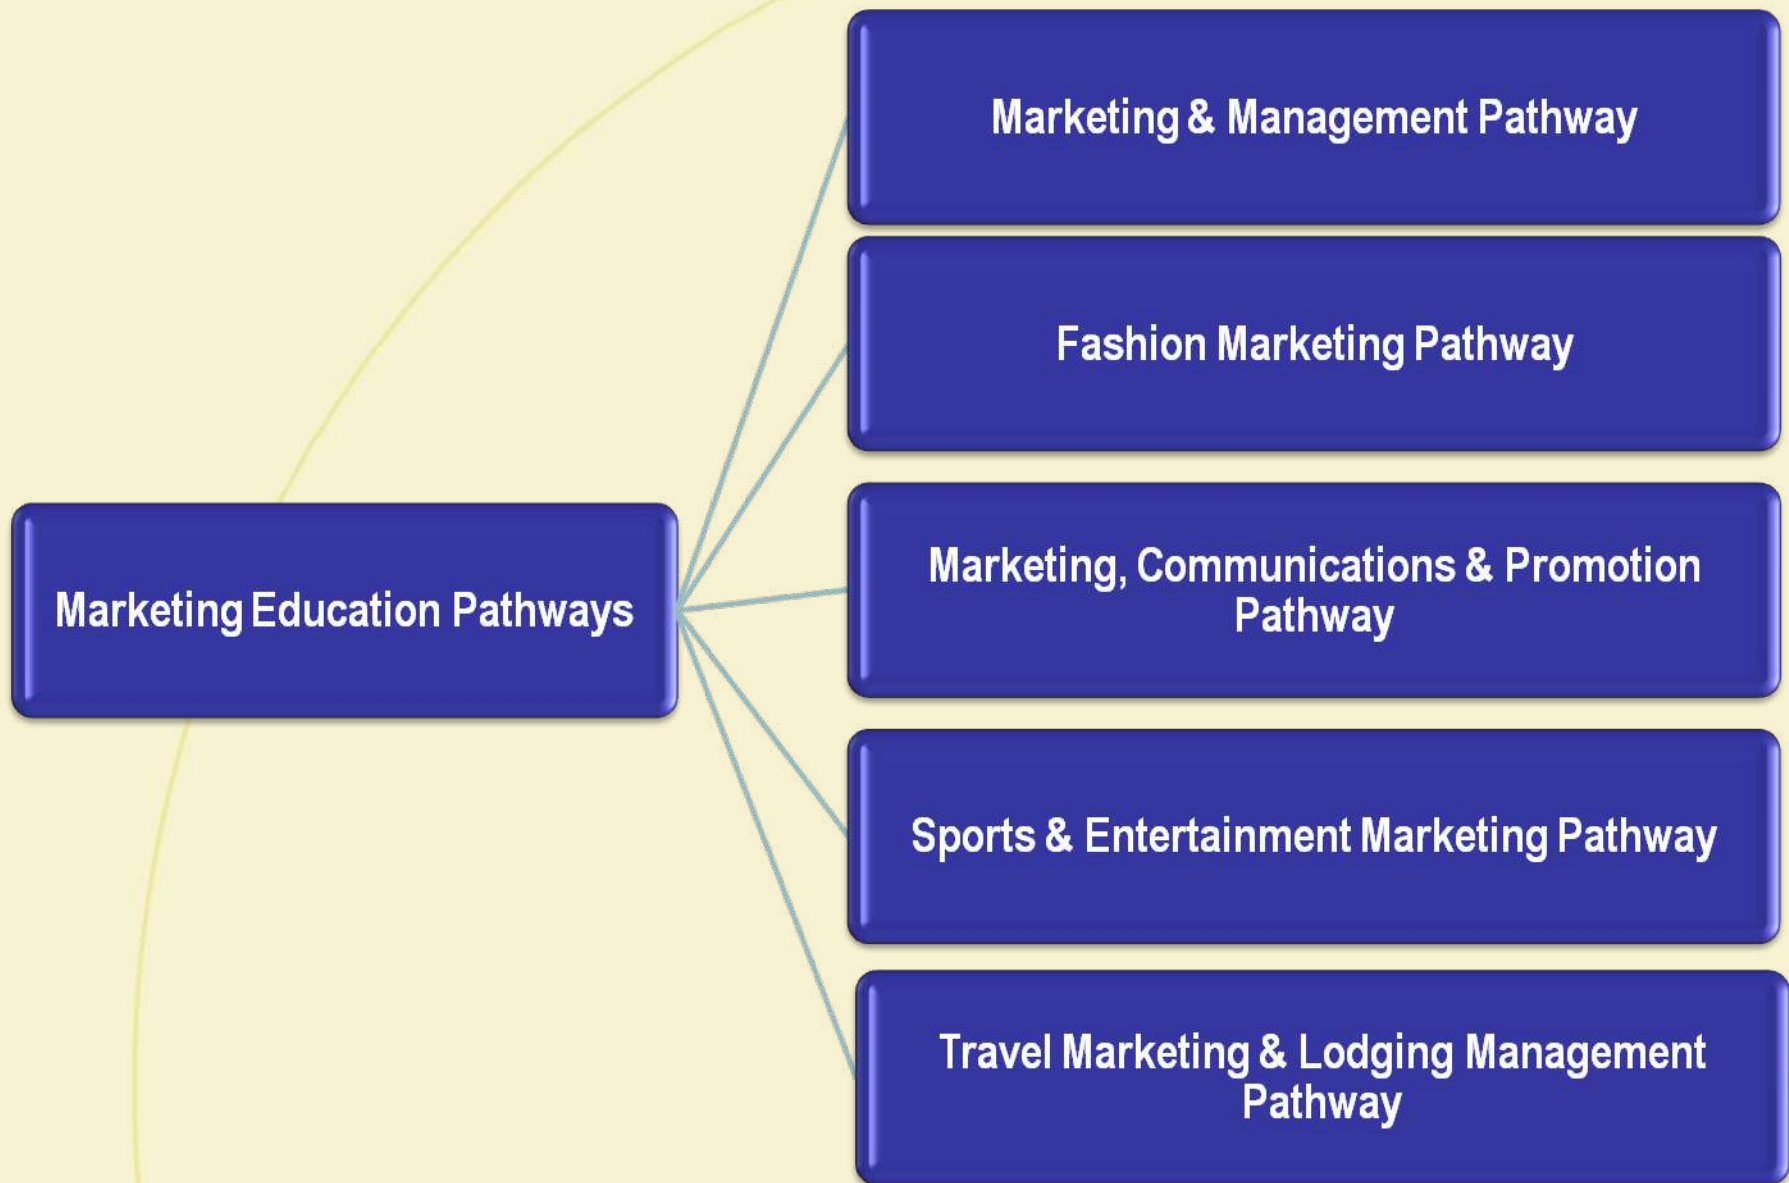 Marketing & Management Pathway
Fashion Marketing Pathway
Marketing Education Pathways
Marketing, Communications & Promotion
Pathway
Sports & Entertainment Marketing Pathway
Travel Marketing & Lodging Management
Pathway